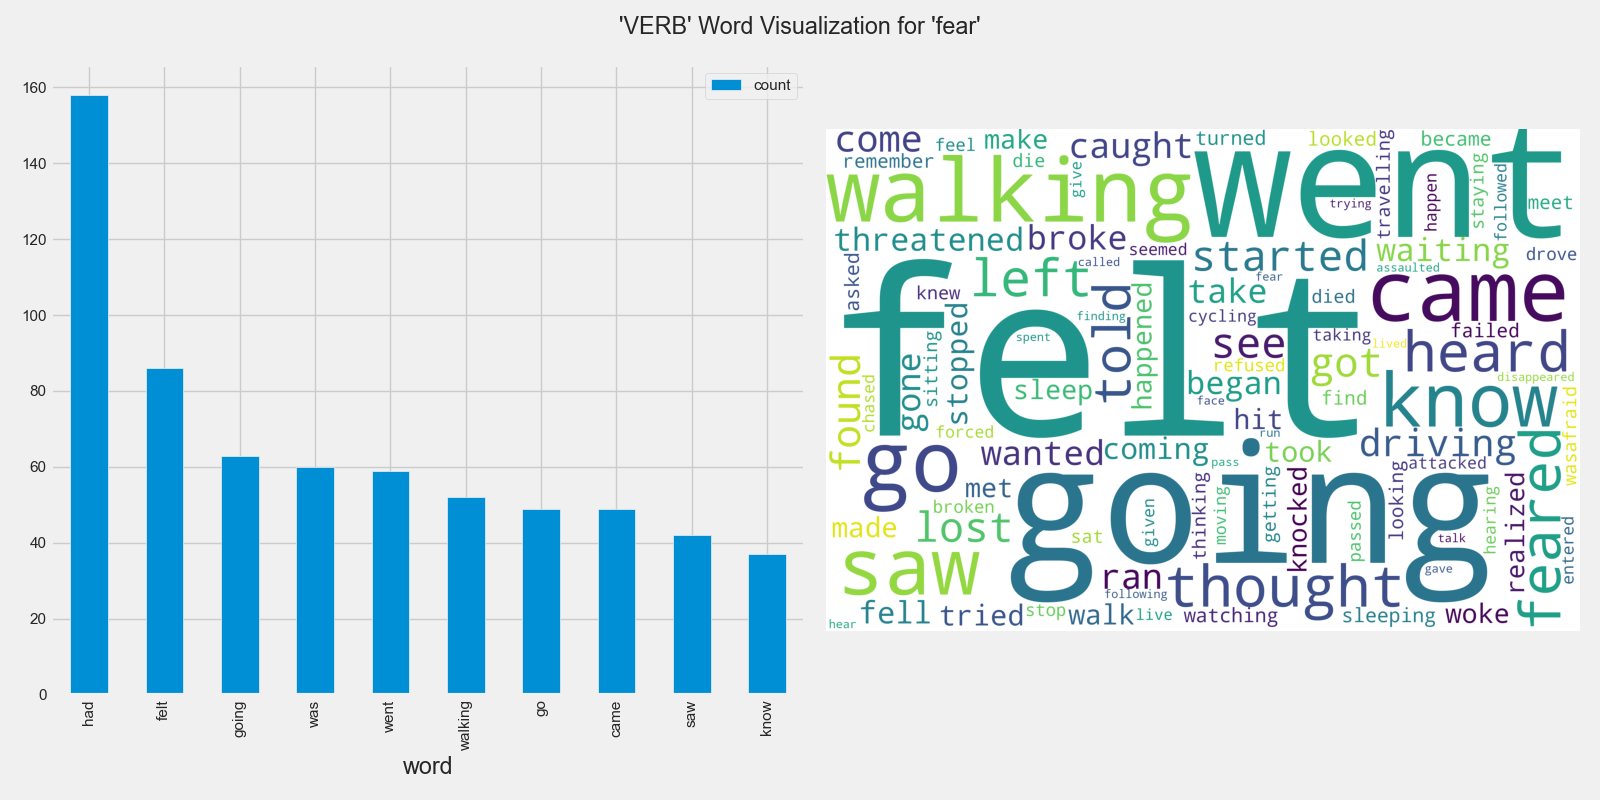 'VERB' Word Visualization for 'fear'
count
160
140
120
100
80
60
40
20
0
had
felt
going
was
went
walking
go
came
saw
know
word
come
feel
make
caught
turned
looked
became
remember
die
give
walking
went
trying
travelling
happen
staying
followed
meet
threatened
broke
seemed
started
waiting
drove
asked
knew
left
called
told
happened
felt
fear
assaulted
take
died
came
cycling
taking
failed
finding
spent
see
lived
heard
found
chased
gone
sitting
stopped
sleep
refused
got
disappeared
began
face
find
know
wasafraid
hit
forced
run
go
wanted
coming
pass
took
driving
attacked
feared
met
going
broken
made
lost
sat
given
thinking
moving
getting
knocked
passed
looking
talk
hearing
realized
entered
saw
ran
following
thought
gave
hear
fell
tried
stop
walk
live
watching
sleeping
woke